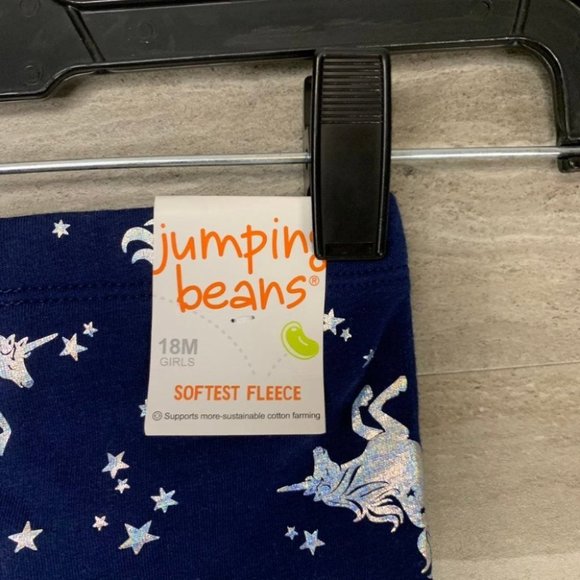 jumping
beans®
18M
GIRLS
SOFTEST FLEECE
Supports more-sustainable cotton farming